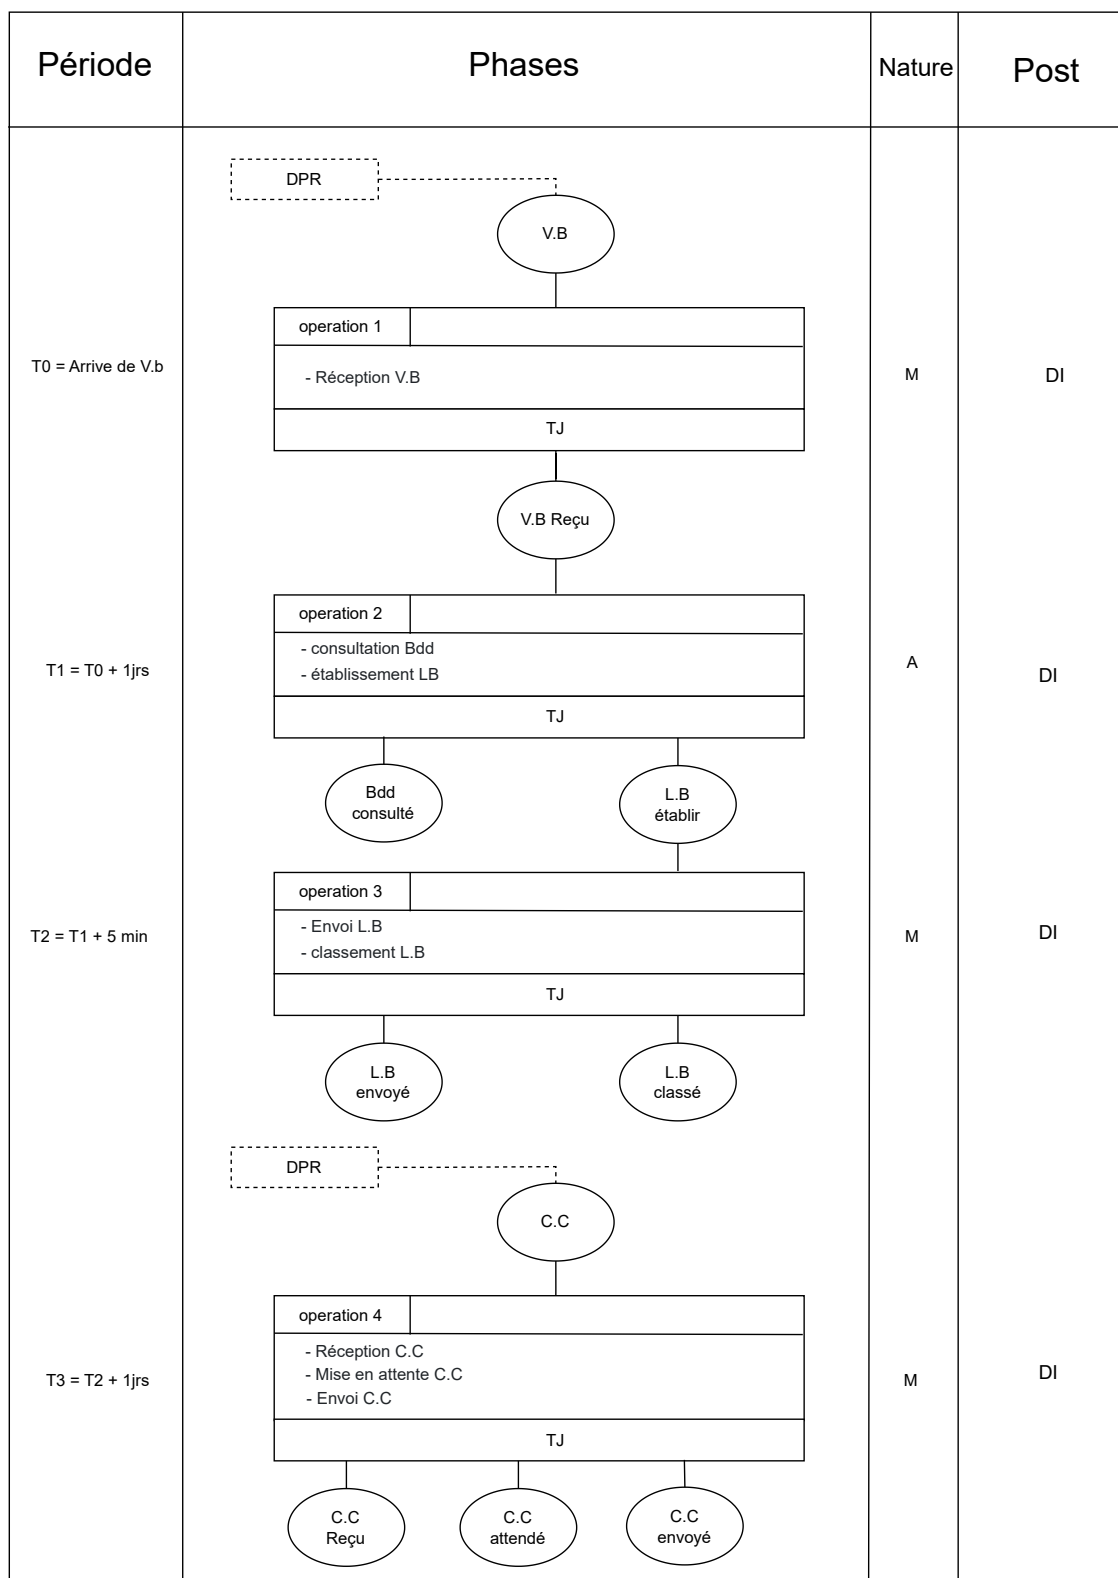 Période
Phases
Nature
Post
DPR
V.B
operation 1
T0 = Arrive de V.b
- Réception V.B
M
DI
TJ
V.B Reçu
operation 2
- consultation Bdd
- établissement LB
T1 = T0 + 1jrs
A
DI
TJ
Bdd
consulté
L.B
établir
operation 3
- Envoi L.B
- classement L.B
T2 = T1 + 5 min
M
DI
TJ
L.B
envoyé
L.B
classé
DPR
C.C
operation 4
- Réception C.C
- Mise en attente C.C
- Envoi C.C
T3 = T2 + 1jrs
M
DI
TJ
C.C
Reçu
C.C
attendé
C.C
envoyé